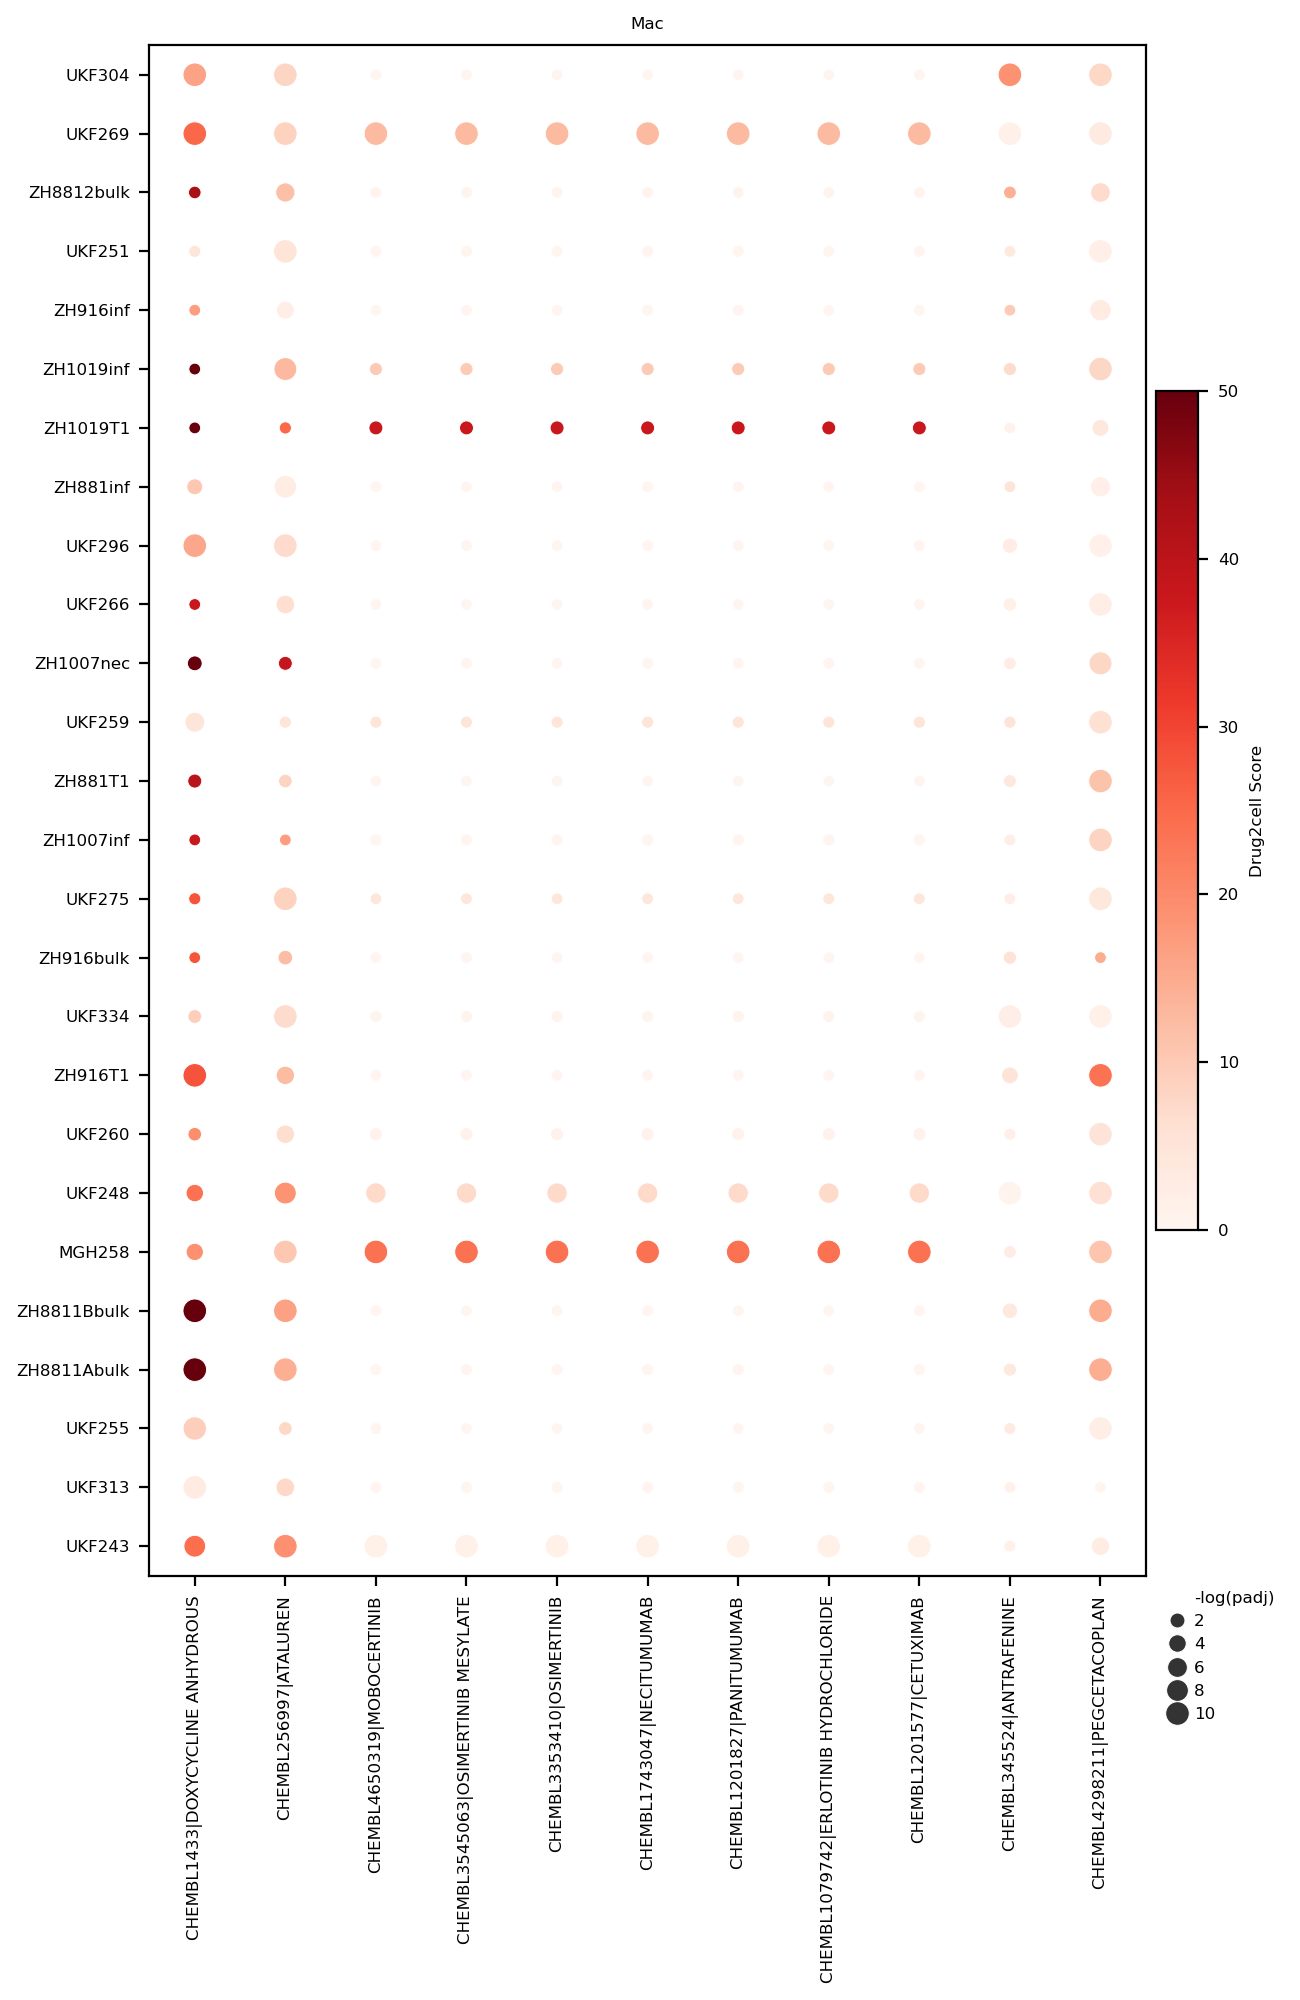 Mac
UKF304
UKF269
ZH8812bulk
UKF251
ZH916inf
ZH1019inf
ZH1019T1
ZH881inf
UKF296
UKF266
ZH1007nec
UKF259
ZH881T1
ZH1007inf
UKF275
ZH916bulk
UKF334
ZH916T1
UKF260
UKF248
MGH258
ZH8811Bbulk
ZH8811Abulk
UKF255
UKF313
UKF243
CHEMBL1433|DOXYCYCLINE ANHYDROUS
CHEMBL256997|ATALUREN
CHEMBL4650319|MOBOCERTINIB
CHEMBL3545063|OSIMERTINIB MESYLATE
CHEMBL3353410|OSIMERTINIB
CHEMBL1743047|NECITUMUMAB
CHEMBL1201827|PANITUMUMAB
CHEMBL1079742|ERLOTINIB HYDROCHLORIDE
CHEMBL1201577|CETUXIMAB
CHEMBL345524|ANTRAFENINE
CHEMBL4298211|PEGCETACOPLAN
50
40
30
20
10
0
Drug2cell Score
-log(padj)
2
4
6
8
10